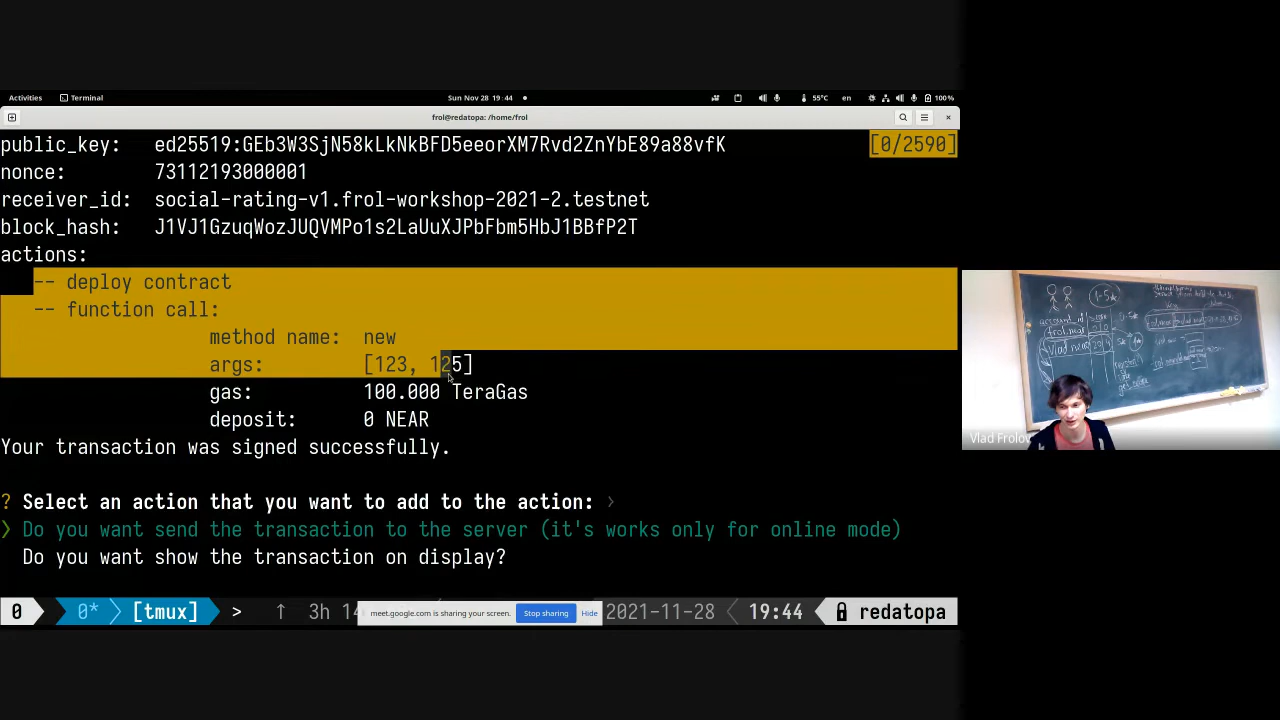 Activities
Terminal
Sun Nov 28 19:44
55°C
en
100%
frol@redatopa: /home/frol
public_key: ed25519:GEb3W3SjN58kLkNkBFD5eeorXM7Rvd2ZnYbE89a88vfK
[0/2590]
nonce: 73112193000001
receiver_id: social-rating-v1.frol-workshop-2021-2.testnet
block_hash: J1VJ1GzuqWozJUQVMPo1s2LaUuXJPbFbm5HbJ1BBfP2T
actions:
-- deploy contract
-- function call:
method name: new
args: [123, 125]
gas: 100.000 TeraGas
deposit: 0 NEAR
Your transaction was signed successfully.
? Select an action that you want to add to the action: ›
❯ Do you want send the transaction to the server (it's works only for online mode)
Do you want show the transaction on display?
0 0* [tmux] > ↑ 3h
meet.google.com is sharing your screen.
Stop sharing
Hide
2021-11-28 19:44 redatopa
account_id
Vlad Frolov